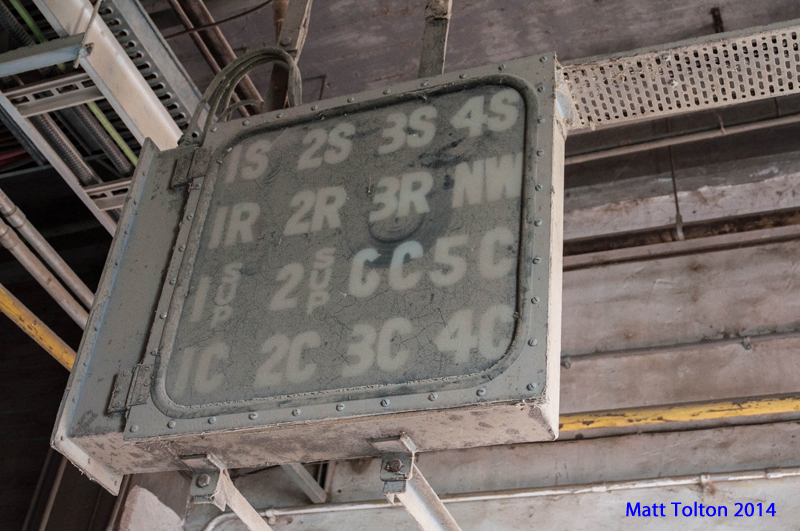 1S 2S 3S 4S
1R 2R 3R NW
1 SUP 2 SUP GC 5C
1C 2C 3C 4C
Matt Tolton 2014